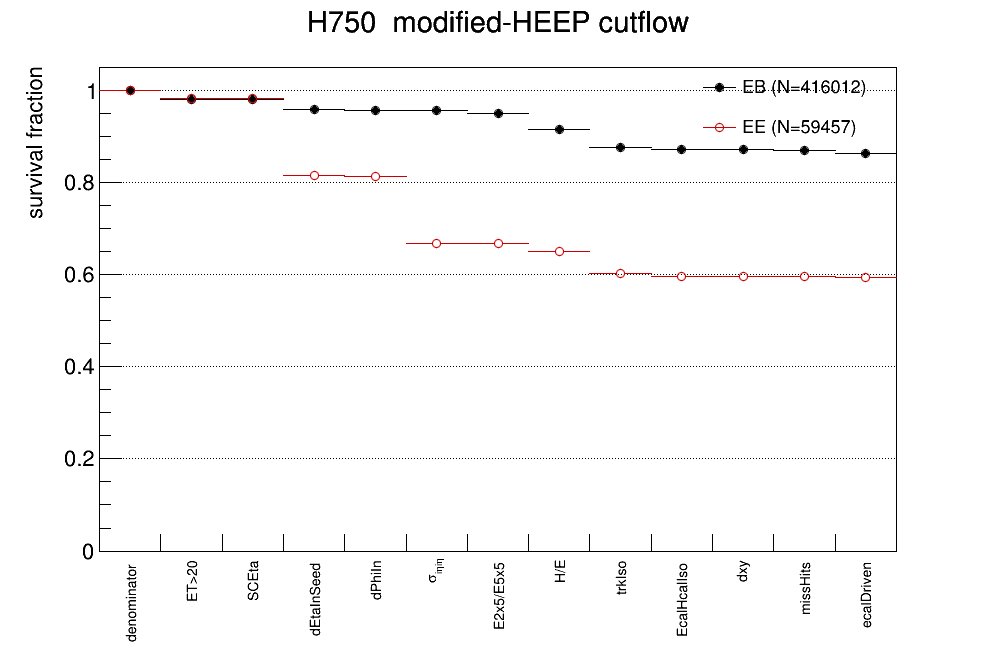 H750 modified-HEEP cutflow
survival fraction
1
0.8
0.6
0.4
0.2
0
EB (N=416012)
EE (N=59457)
denominator
ET>20
SCEta
dEtaInSeed
dPhiIn
σiηiη
E2x5/E5x5
H/E
trkIso
EcalHcalIso
dxy
missHits
ecalDriven